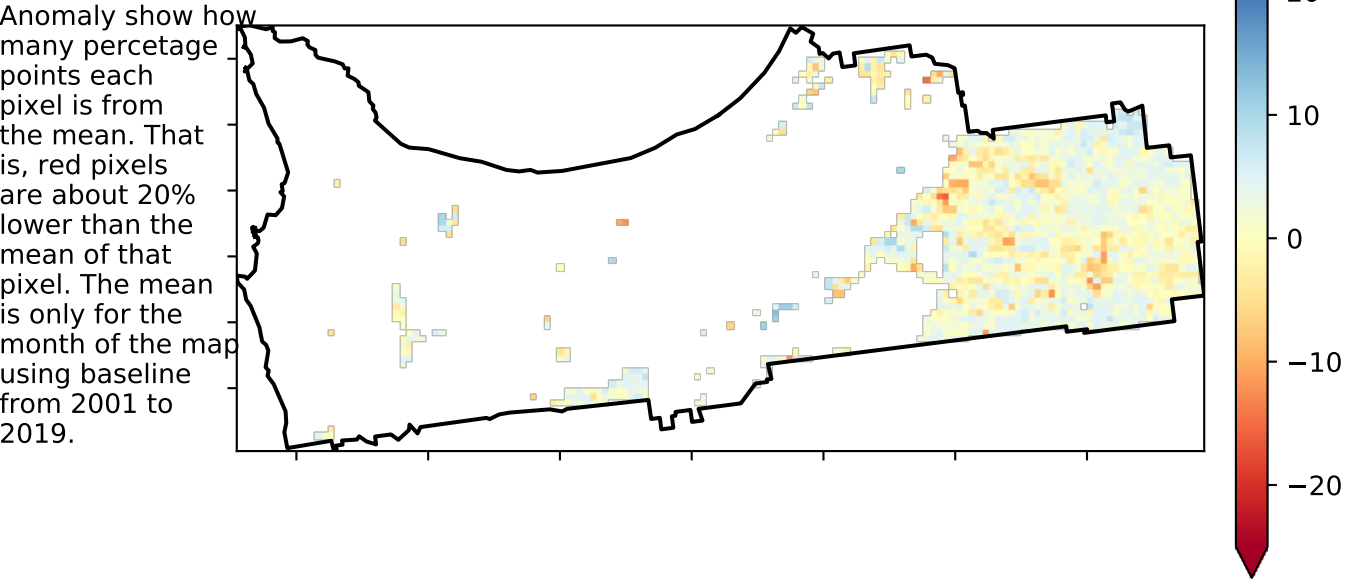 Anomaly show how
many percetage
points each
pixel is from
the mean. That
is, red pixels
are about 20%
lower than the
mean of that
pixel. The mean
is only for the
month of the map
using baseline
from 2001 to
2019.
10
0
−10
−20